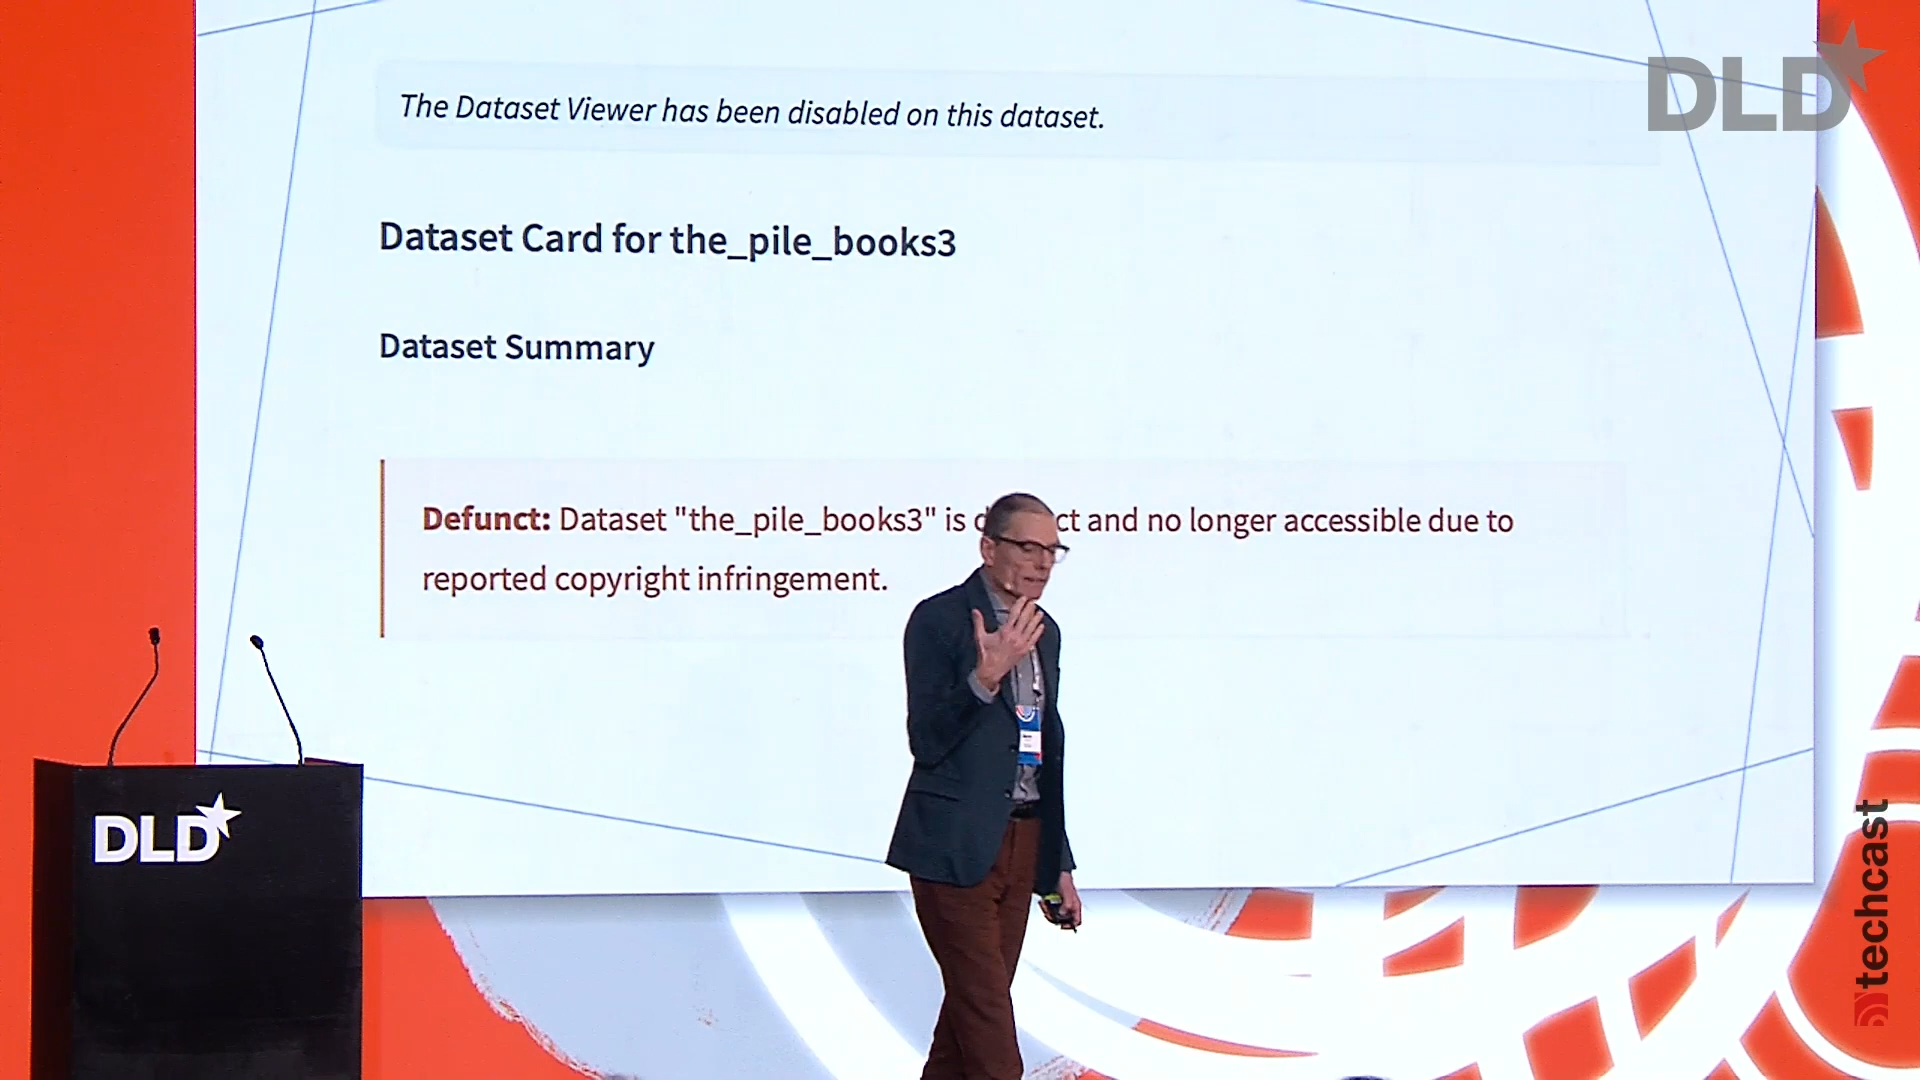 The Dataset Viewer has been disabled on this dataset.
DLD
Dataset Card for the_pile_books3
Dataset Summary
Defunct: Dataset "the_pile_books3" is ct and no longer accessible due to
reported copyright infringement.
DLD
techcast